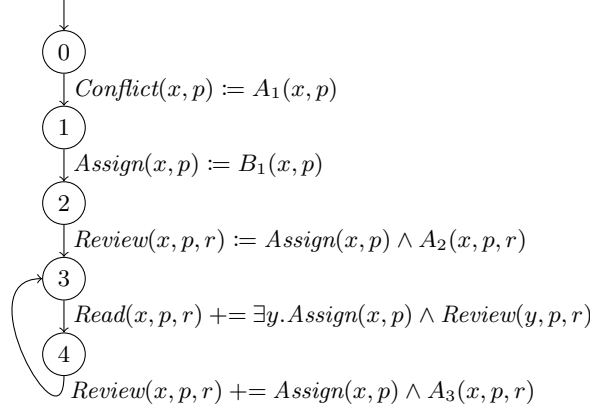 0
Conflict(x, p) := A₁(x, p)
1
Assign(x, p) := B₁(x, p)
2
Review(x, p, r) := Assign(x, p) ∧ A₂(x, p, r)
3
Read(x, p, r) += ∃y.Assign(x, p) ∧ Review(y, p, r)
4
Review(x, p, r) += Assign(x, p) ∧ A₃(x, p, r)